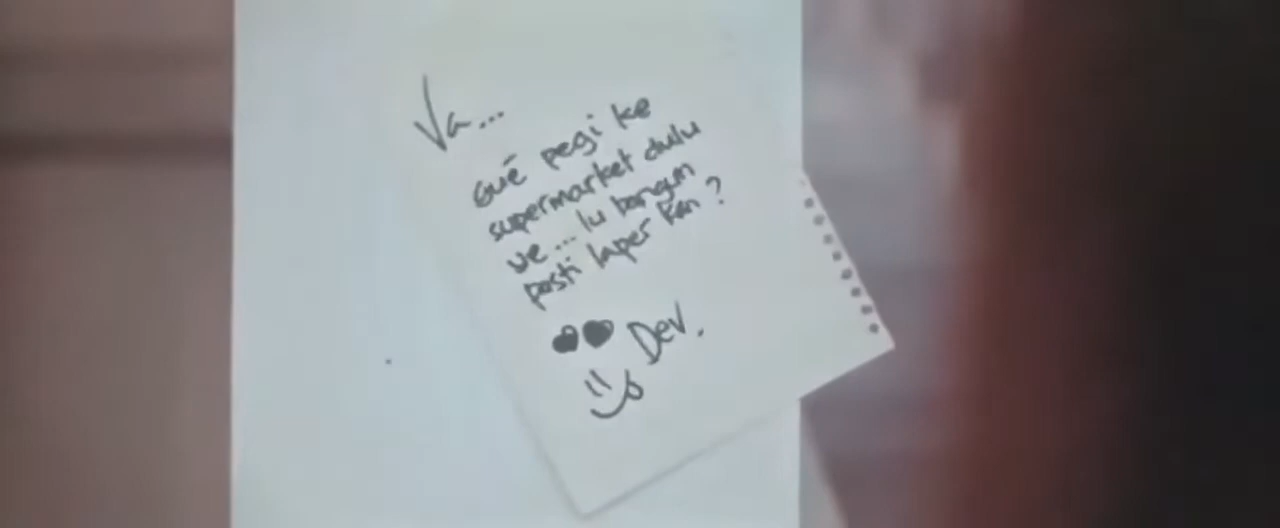 Va...
Gue pegi ke
supermarket dulu
ye... lu bangun
pasti laper kan?
Dev.